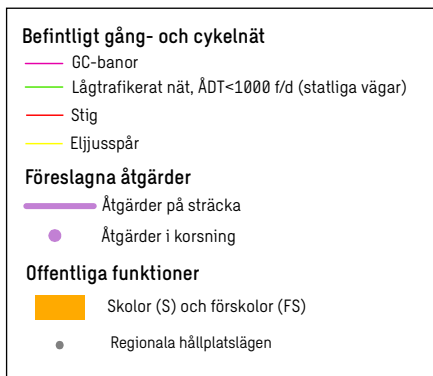 Befintligt gång- och cykelnät
GC-banor
Lågtrafikerat nät, ÅDT<1000 f/d (statliga vägar)
Stig
Eljjusspår
Föreslagna åtgärder
Åtgärder på sträcka
Åtgärder i korsning
Offentliga funktioner
Skolor (S) och förskolor (FS)
Regionala hållplatslägen